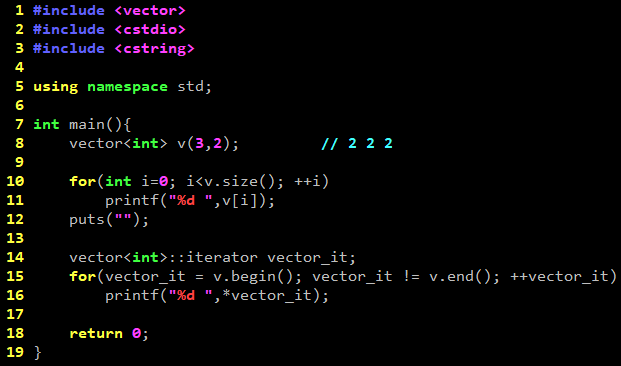 1 #include <vector>
2 #include <cstdio>
3 #include <cstring>
4
5 using namespace std;
6
7 int main(){
8     vector<int> v(3,2);         // 2 2 2
9
10     for(int i=0; i<v.size(); ++i)
11         printf("%d ",v[i]);
12     puts("");
13
14     vector<int>::iterator vector_it;
15     for(vector_it = v.begin(); vector_it != v.end(); ++vector_it)
16         printf("%d ",*vector_it);
17
18     return 0;
19 }